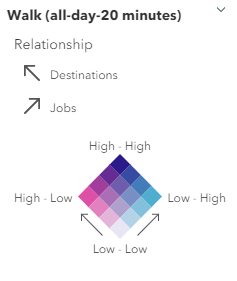 Walk (all-day-20 minutes)
Relationship
Destinations
Jobs
High - High
High - Low
Low - High
Low - Low